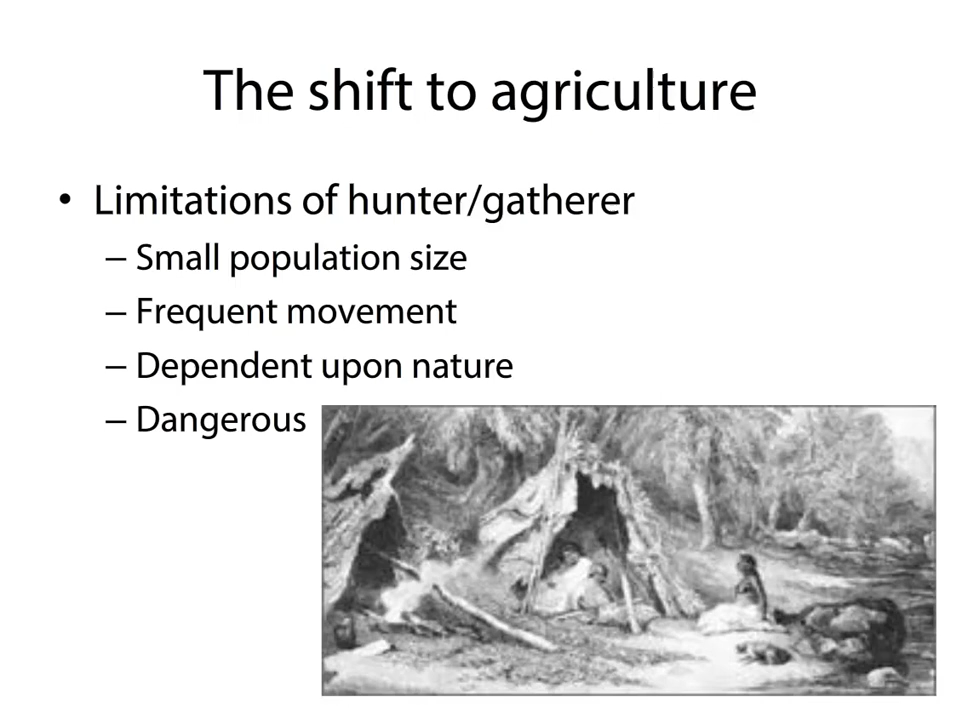 The shift to agriculture
• Limitations of hunter/gatherer
– Small population size
– Frequent movement
– Dependent upon nature
– Dangerous